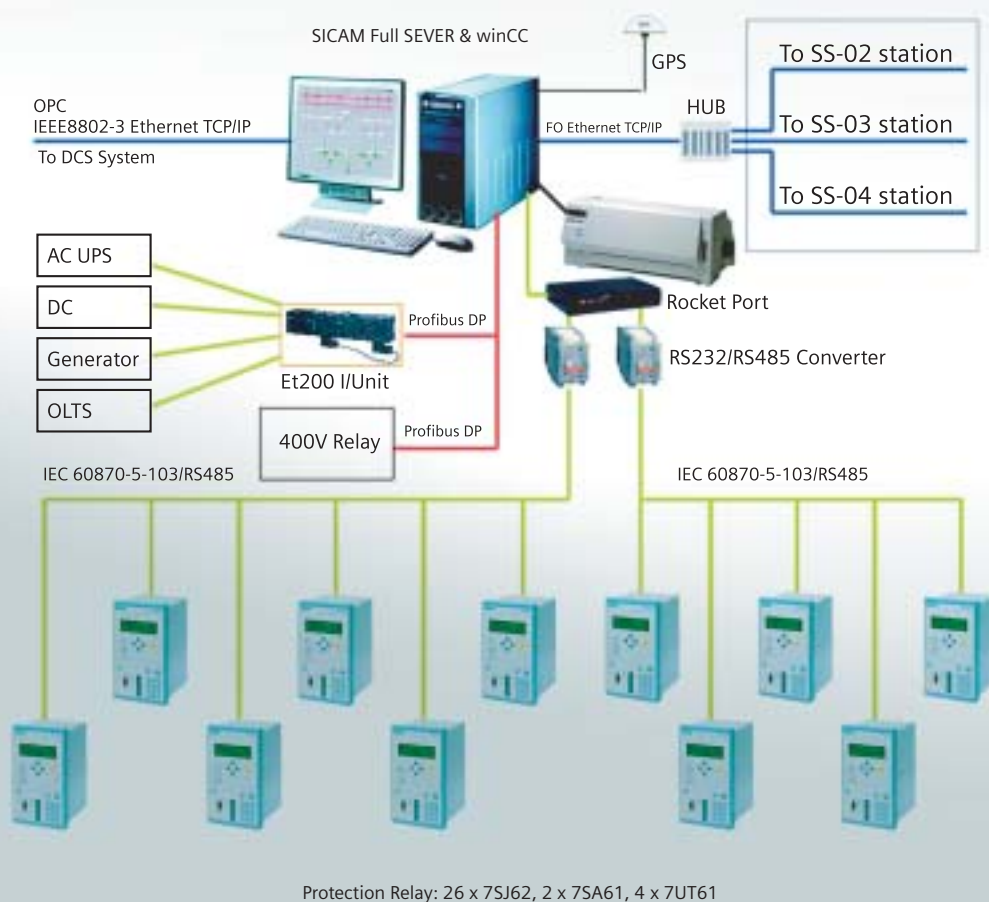 SICAM Full SEVER & winCC
GPS
OPC
IEEE8802-3 Ethernet TCP/IP
To DCS System
FO Ethernet TCP/IP
HUB
To SS-02 station
To SS-03 station
To SS-04 station
AC UPS
DC
Generator
OLTS
Et200 I/Unit
Profibus DP
400V Relay
Profibus DP
Rocket Port
RS232/RS485 Converter
IEC 60870-5-103/RS485
IEC 60870-5-103/RS485
Protection Relay: 26 x 7SJ62, 2 x 7SA61, 4 x 7UT61